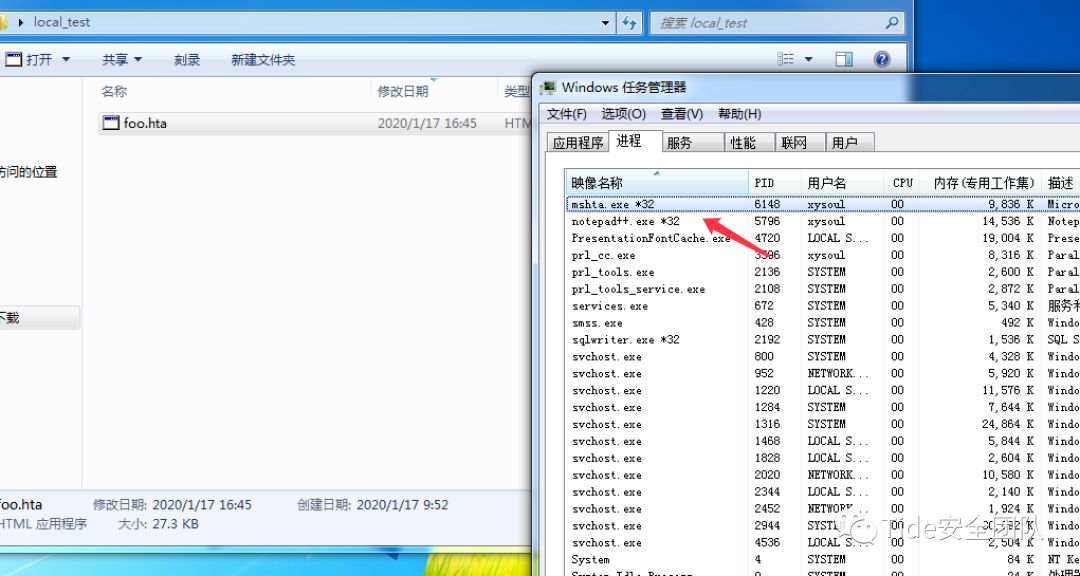 local_test
搜索 local_test
打开
共享
刻录
新建文件夹
名称
修改日期
类型
foo.hta
2020/1/17 16:45
HTM
访问的位置
下载
foo.hta
修改日期: 2020/1/17 16:45
创建日期: 2020/1/17 9:52
HTML 应用程序
大小: 27.3 KB
Windows 任务管理器
文件(F) 选项(O) 查看(V) 帮助(H)
应用程序 进程 服务 性能 联网 用户
映像名称 PID 用户名 CPU 内存(专用工作集) 描述
mshta.exe *32 6148 xysoul 00 9,836 K Micro
notepad++.exe *32 5796 xysoul 00 14,536 K Notep
PresentationFontCache.exe 4720 LOCAL S... 00 19,004 K Prese
prl_cc.exe 3596 xysoul 00 8,316 K Paral
prl_tools.exe 2136 SYSTEM 00 2,600 K Paral
prl_tools_service.exe 2108 SYSTEM 00 2,872 K Paral
services.exe 672 SYSTEM 00 5,340 K 服务和
smss.exe 428 SYSTEM 00 492 K Windo
sqlwriter.exe *32 2192 SYSTEM 00 1,536 K SQL S
svchost.exe 800 SYSTEM 00 4,328 K Windo
svchost.exe 952 NETWORK... 00 5,920 K Windo
svchost.exe 1220 LOCAL S... 00 11,576 K Windo
svchost.exe 1284 SYSTEM 00 7,644 K Windo
svchost.exe 1316 SYSTEM 00 24,864 K Windo
svchost.exe 1468 LOCAL S... 00 5,844 K Windo
svchost.exe 1828 LOCAL S... 00 2,604 K Windo
svchost.exe 2020 NETWORK... 00 10,580 K Windo
svchost.exe 2344 LOCAL S... 00 2,140 K Windo
svchost.exe 2452 NETWORK... 00 1,924 K Windo
svchost.exe 2944 SYSTEM 00 K Windo
svchost.exe 4536 LOCAL S... 00 2,504 K Windo
System 4 SYSTEM 00 84 K NT Ke
System Idle Process 0 SYSTEM 24 K 处理器
Tide安全团队